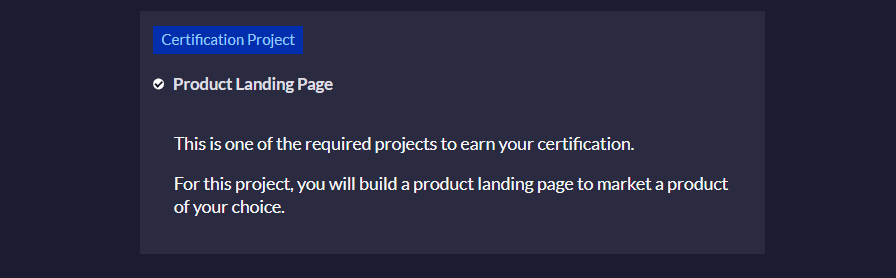 Certification Project
Product Landing Page
This is one of the required projects to earn your certification.
For this project, you will build a product landing page to market a product
of your choice.